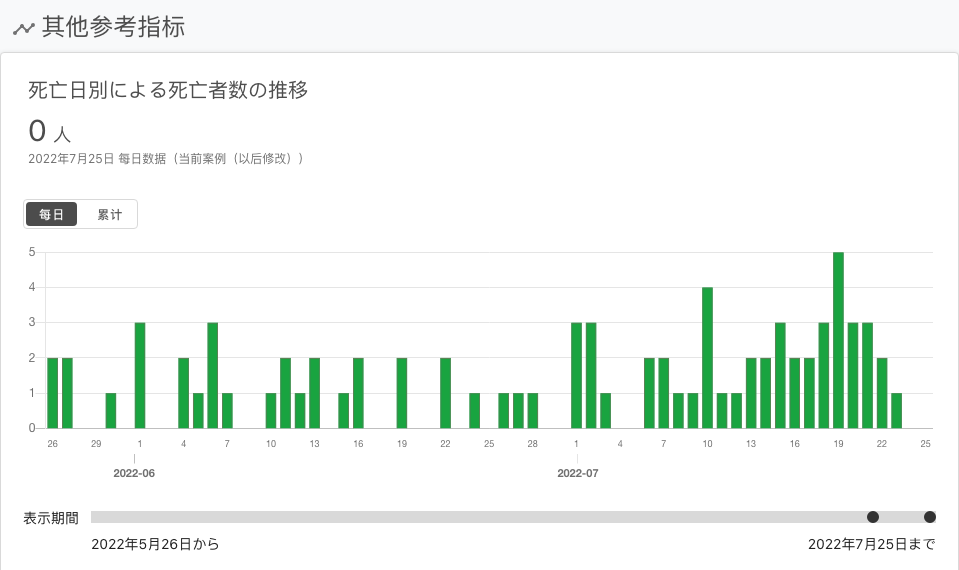 其他参考指标
死亡日別による死亡者数の推移
0 人
2022年7月25日 每日数据（当前案例（以后修改））
每日 累计
5
4
3
2
1
0
26 29 1 4 7 10 13 16 19 22 25 28 1 4 7 10 13 16 19 22 25
2022-06 2022-07
表示期間
2022年5月26日から 2022年7月25日まで